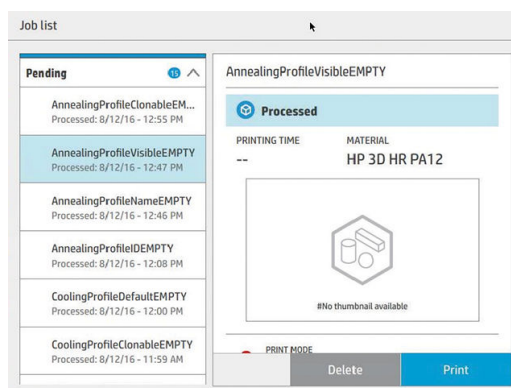 Job list
Pending 15
AnnealingProfileClonableEM...
Processed: 8/12/16 - 12:55 PM
AnnealingProfileVisibleEMPTY
Processed: 8/12/16 - 12:47 PM
AnnealingProfileNameEMPTY
Processed: 8/12/16 - 12:46 PM
AnnealingProfileIDEMPTY
Processed: 8/12/16 - 12:08 PM
CoolingProfileDefaultEMPTY
Processed: 8/12/16 - 12:00 PM
CoolingProfileClonableEMPTY
Processed: 8/12/16 - 11:59 AM
AnnealingProfileVisibleEMPTY
Processed
PRINTING TIME
--
MATERIAL
HP 3D HR PA12
#No thumbnail available
PRINT MODE
Delete
Print